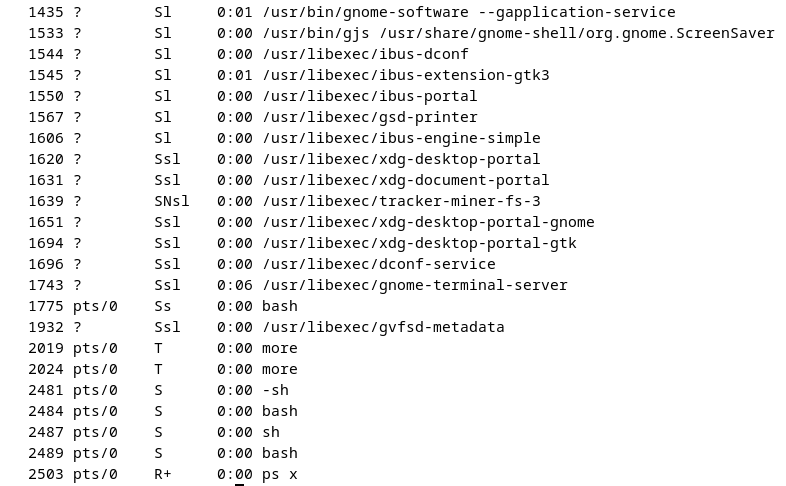 1435 ?        Sl     0:01 /usr/bin/gnome-software --gapplication-service
1533 ?        Sl     0:00 /usr/bin/gjs /usr/share/gnome-shell/org.gnome.ScreenSaver
1544 ?        Sl     0:00 /usr/libexec/ibus-dconf
1545 ?        Sl     0:01 /usr/libexec/ibus-extension-gtk3
1550 ?        Sl     0:00 /usr/libexec/ibus-portal
1567 ?        Sl     0:00 /usr/libexec/gsd-printer
1606 ?        Sl     0:00 /usr/libexec/ibus-engine-simple
1620 ?        Ssl    0:00 /usr/libexec/xdg-desktop-portal
1631 ?        Ssl    0:00 /usr/libexec/xdg-document-portal
1639 ?        SNsl   0:00 /usr/libexec/tracker-miner-fs-3
1651 ?        Ssl    0:00 /usr/libexec/xdg-desktop-portal-gnome
1694 ?        Ssl    0:00 /usr/libexec/xdg-desktop-portal-gtk
1696 ?        Ssl    0:00 /usr/libexec/dconf-service
1743 ?        Ssl    0:06 /usr/libexec/gnome-terminal-server
1775 pts/0    Ss     0:00 bash
1932 ?        Ssl    0:00 /usr/libexec/gvfsd-metadata
2019 pts/0    T      0:00 more
2024 pts/0    T      0:00 more
2481 pts/0    S      0:00 -sh
2484 pts/0    S      0:00 bash
2487 pts/0    S      0:00 sh
2489 pts/0    S      0:00 bash
2503 pts/0    R+     0:00 ps x